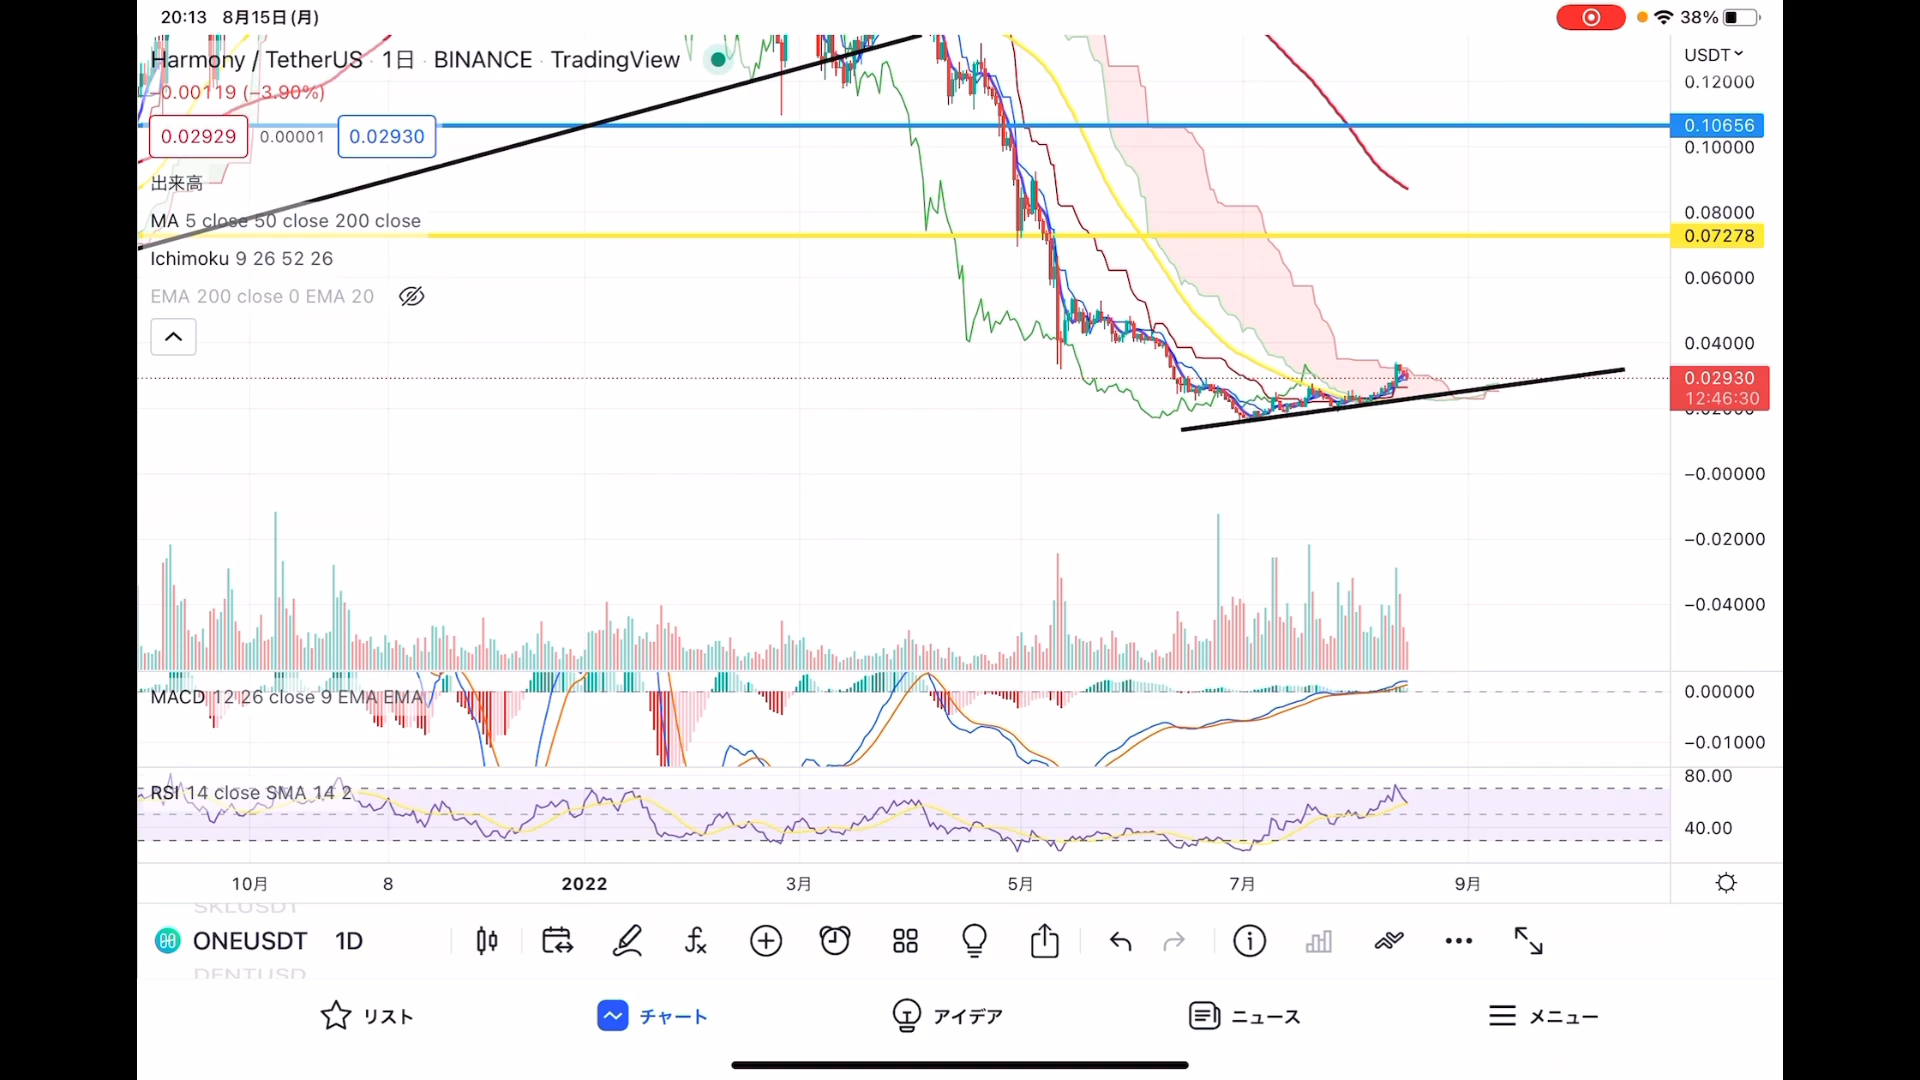 20:13 8月15日(月)
38%
Harmony / TetherUS · 1日 · BINANCE · TradingView
−0.00119 (−3.90%)
0.02929 0.00001 0.02930
出来高
MA 5 close 50 close 200 close
Ichimoku 9 26 52 26
EMA 200 close 0 EMA 20
USDT
0.12000
0.10656
0.10000
0.08000
0.07278
0.06000
0.04000
0.02930
12:46:30
0.02000
−0.00000
−0.02000
−0.04000
MACD 12 26 close 9 EMA EMA
0.00000
−0.01000
RSI 14 close SMA 14 2
80.00
40.00
10月 8 2022 3月 5月 7月 9月
SKLUSDT
ONEUSDT 1D
DENTUSD
リスト チャート アイデア ニュース メニュー